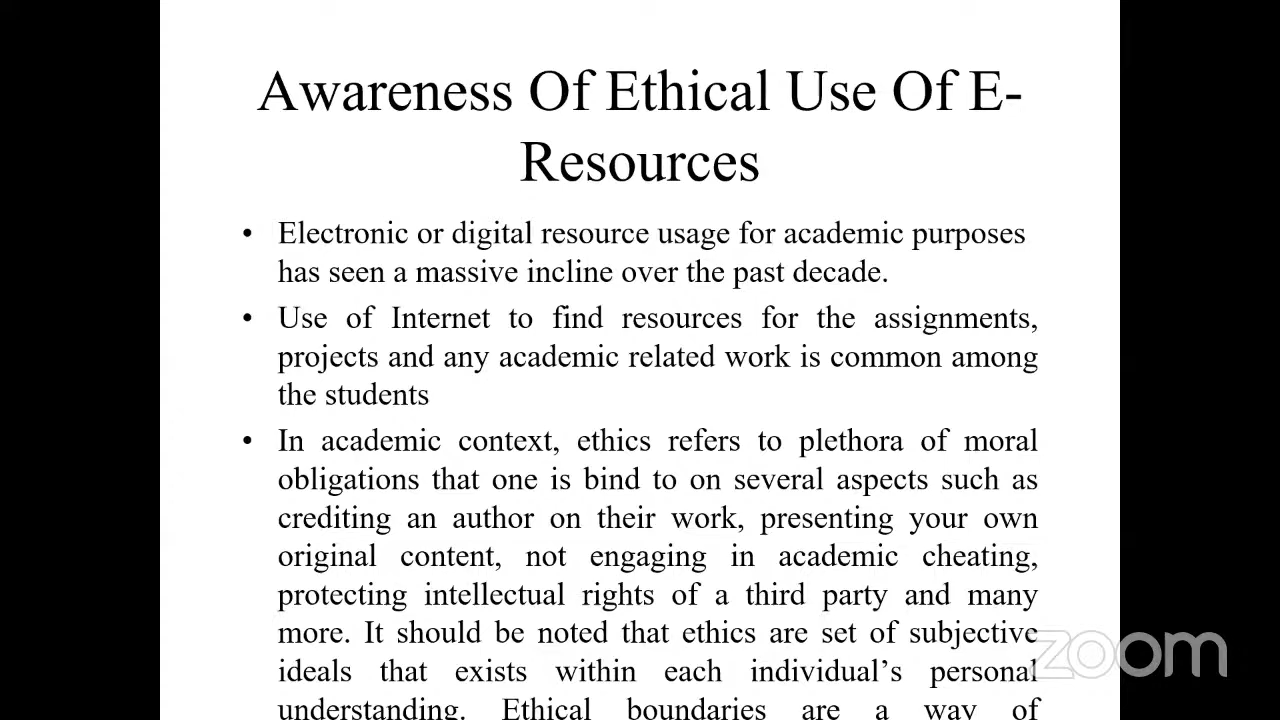 Awareness Of Ethical Use Of E-
Resources
• Electronic or digital resource usage for academic purposes
has seen a massive incline over the past decade.
• Use of Internet to find resources for the assignments,
projects and any academic related work is common among
the students
• In academic context, ethics refers to plethora of moral
obligations that one is bind to on several aspects such as
crediting an author on their work, presenting your own
original content, not engaging in academic cheating,
protecting intellectual rights of a third party and many
more. It should be noted that ethics are set of subjective
ideals that exists within each individual’s personal
understanding. Ethical boundaries are a way of
zoom